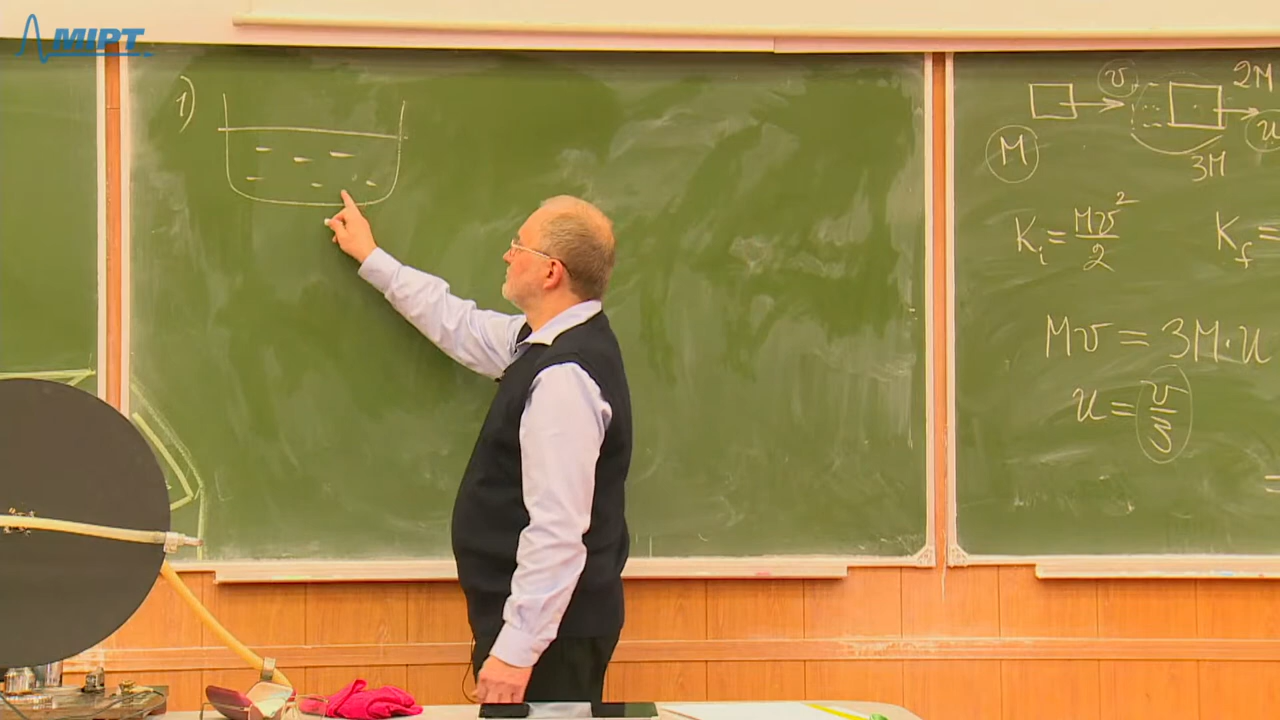 MIPT
1)
v 2M
M 3M u
K_i = Mv²/2 K_f =
Mv = 3M·u
u = v/3
=